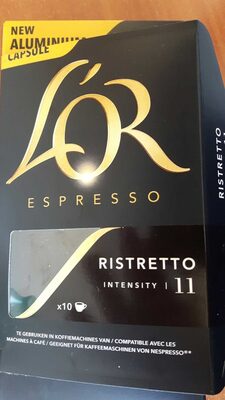 NEW
ALUMINIUM
CAPSULE
L'OR
ESPRESSO
RISTRETTO
INTENSITY | 11
x10
TE GEBRUIKEN IN KOFFIEMACHINES VAN / COMPATIBLE AVEC LES
MACHINES À CAFÉ / GEEIGNET FÜR KAFFEEMASCHINEN VON NESPRESSO**
RISTRETTO
11